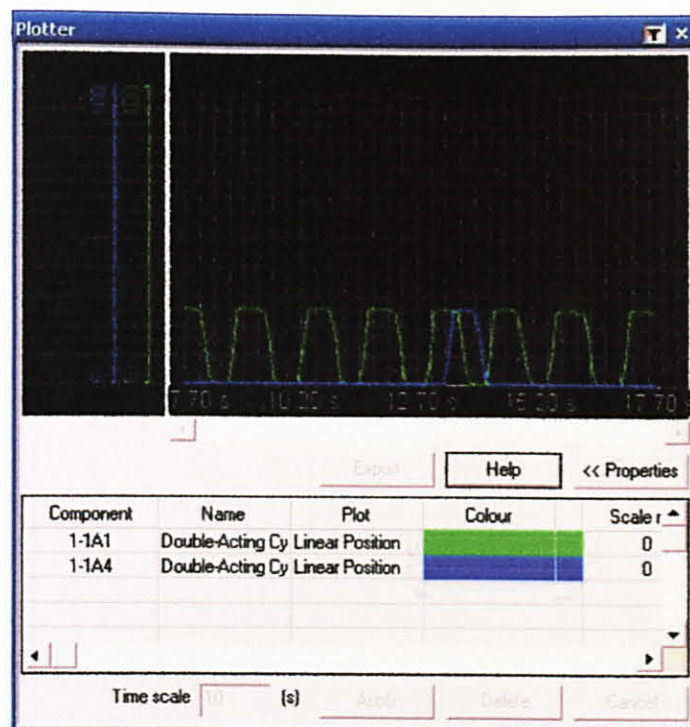 Plotter
7.70 s 10.20 s 12.70 s 15.20 s 17.70 s
Export Help << Properties
Component Name Plot Colour Scale r
1-1A1 Double-Acting Cy Linear Position 0
1-1A4 Double-Acting Cy Linear Position 0
Time scale 10 (s) Apply Delete Cancel